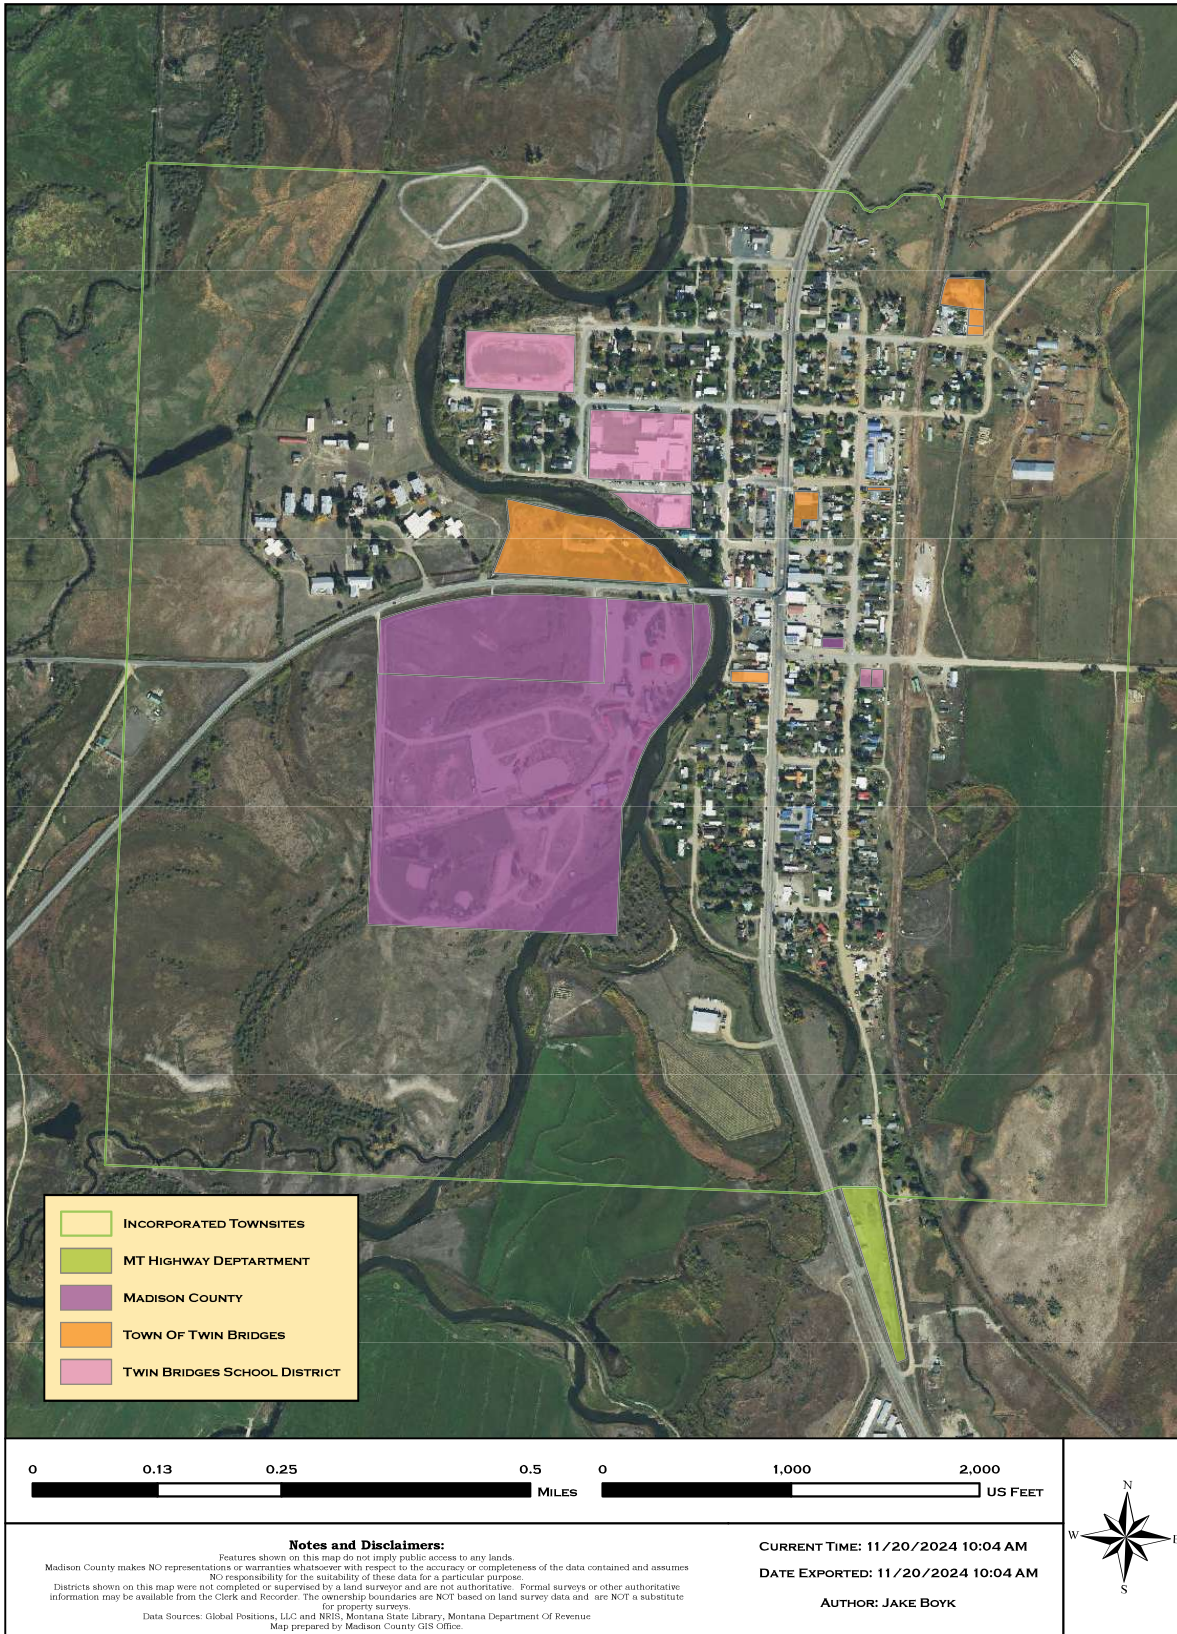 INCORPORATED TOWNSITES
MT HIGHWAY DEPTARTMENT
MADISON COUNTY
TOWN OF TWIN BRIDGES
TWIN BRIDGES SCHOOL DISTRICT
0 0.13 0.25 0.5
MILES
0 1,000 2,000
US FEET
N
W E
S
Notes and Disclaimers:
Features shown on this map do not imply public access to any lands.
Madison County makes NO representations or warranties whatsoever with respect to the accuracy or completeness of the data contained and assumes
NO responsibility for the suitability of these data for a particular purpose.
Districts shown on this map were not completed or supervised by a land surveyor and are not authoritative. Formal surveys or other authoritative
information may be available from the Clerk and Recorder. The ownership boundaries are NOT based on land survey data and are NOT a substitute
for property surveys.
Data Sources: Global Positions, LLC and NRIS, Montana State Library, Montana Department Of Revenue
Map prepared by Madison County GIS Office.
CURRENT TIME: 11/20/2024 10:04 AM
DATE EXPORTED: 11/20/2024 10:04 AM
AUTHOR: JAKE BOYK